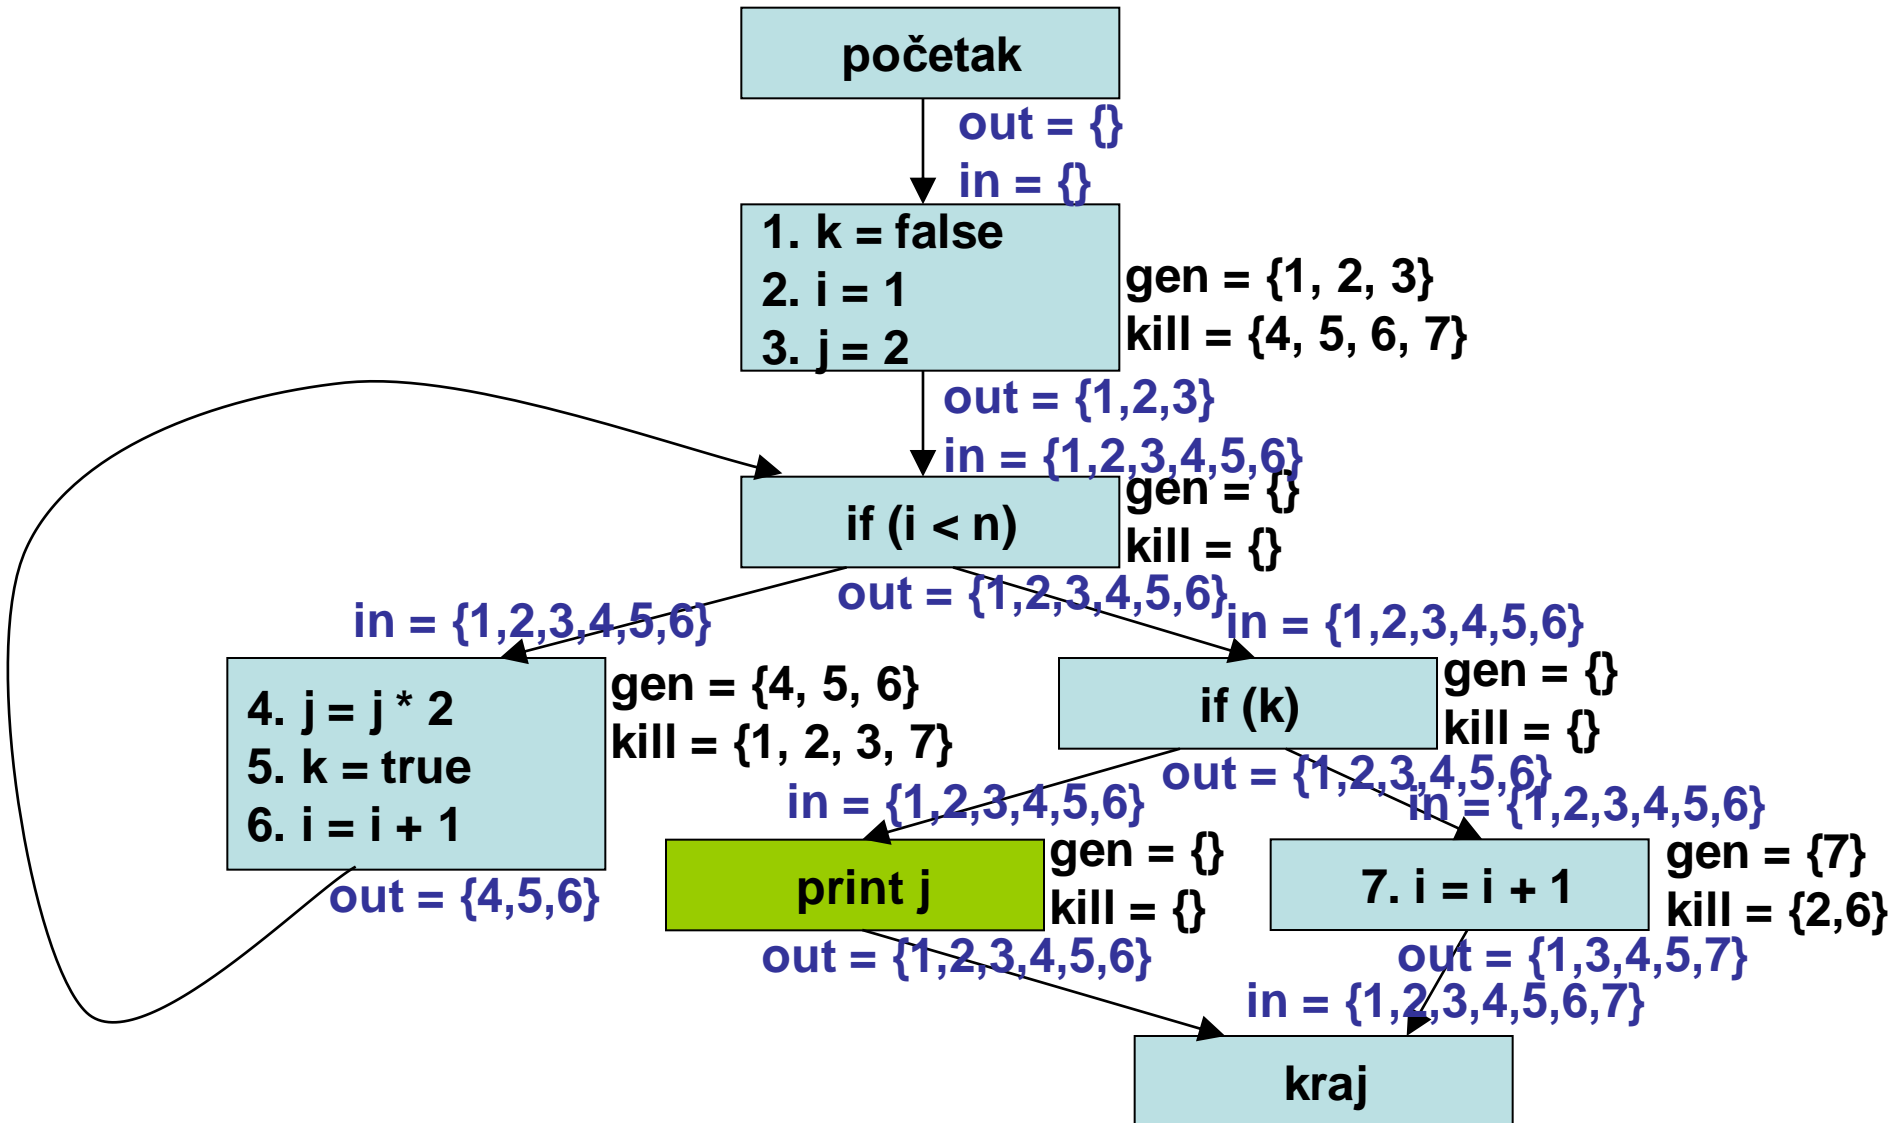 početak
out = {}
in = {}
1. k = false
2. i = 1
3. j = 2
gen = {1, 2, 3}
kill = {4, 5, 6, 7}
out = {1,2,3}
in = {1,2,3,4,5,6}
if (i < n)
gen = {}
kill = {}
out = {1,2,3,4,5,6}
in = {1,2,3,4,5,6}
4. j = j * 2
5. k = true
6. i = i + 1
gen = {4, 5, 6}
kill = {1, 2, 3, 7}
out = {4,5,6}
in = {1,2,3,4,5,6}
if (k)
gen = {}
kill = {}
out = {1,2,3,4,5,6}
in = {1,2,3,4,5,6}
print j
gen = {}
kill = {}
out = {1,2,3,4,5,6}
in = {1,2,3,4,5,6}
7. i = i + 1
gen = {7}
kill = {2,6}
out = {1,3,4,5,7}
in = {1,2,3,4,5,6,7}
kraj